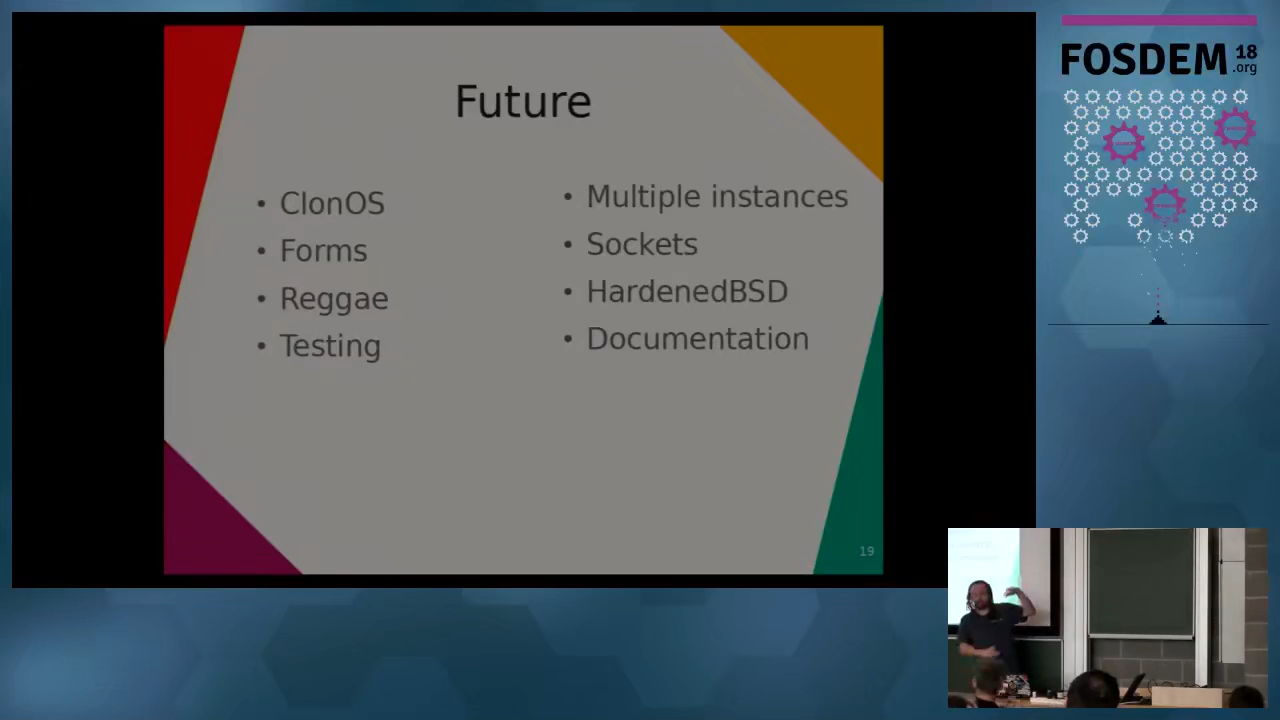 Future
• ClonOS
• Forms
• Reggae
• Testing
• Multiple instances
• Sockets
• HardenedBSD
• Documentation
19
FOSDEM 18
.org